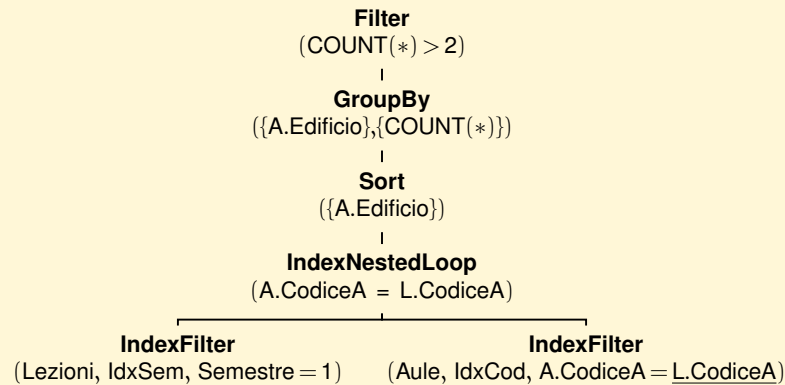 Filter
(COUNT(∗) > 2)
GroupBy
({A.Edificio},{COUNT(∗)})
Sort
({A.Edificio})
IndexNestedLoop
(A.CodiceA = L.CodiceA)
IndexFilter IndexFilter
(Lezioni, IdxSem, Semestre = 1) (Aule, IdxCod, A.CodiceA = L.CodiceA)